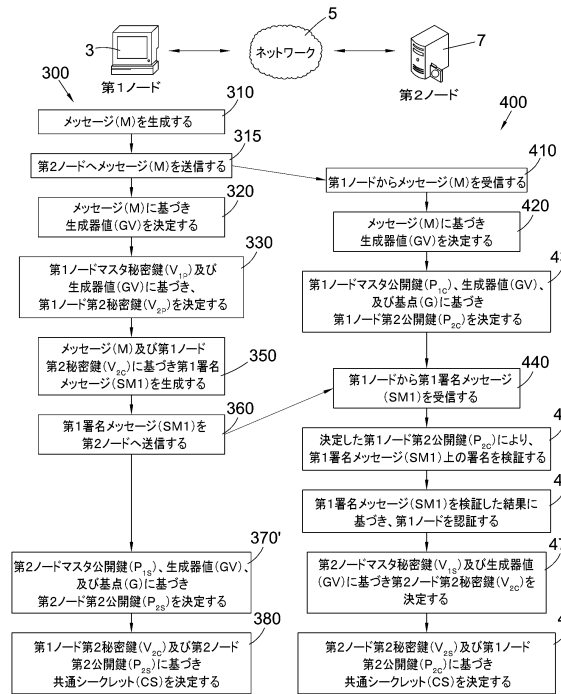 5
3
ネットワーク
7
第1ノード
第2ノード
300
310
メッセージ(M)を生成する
400
315
第2ノードへメッセージ(M)を送信する
410
第1ノードからメッセージ(M)を受信する
320
メッセージ(M)に基づき
生成器値(GV)を決定する
420
メッセージ(M)に基づき
生成器値(GV)を決定する
330
第1ノードマスタ秘密鍵(V1P)及び
生成器値(GV)に基づき、
第1ノード第2秘密鍵(V2P)を決定する
第1ノードマスタ公開鍵(P1C)、生成器値(GV)、
及び基点(G)に基づき
第1ノード第2公開鍵(P2C)を決定する
350
メッセージ(M)及び第1ノード
第2秘密鍵(V2C)に基づき第1署名
メッセージ(SM1)を生成する
440
第1ノードから第1署名メッセージ
(SM1)を受信する
360
第1署名メッセージ(SM1)を
第2ノードへ送信する
決定した第1ノード第2公開鍵(P2C)により、
第1署名メッセージ(SM1)上の署名を検証する
第1署名メッセージ(SM1)を検証した結果に
基づき、第1ノードを認証する
370'
第2ノードマスタ公開鍵(P1S)、生成器値(GV)、
及び基点(G)に基づき
第2ノード第2公開鍵(P2S)を決定する
第2ノードマスタ秘密鍵(V1S)及び生成器値
(GV)に基づき第2ノード第2秘密鍵(V2C)を
決定する
380
第1ノード第2秘密鍵(V2C)及び第2ノード
第2公開鍵(P2S)に基づき
共通シークレット(CS)を決定する
第2ノード第2秘密鍵(V2S)及び第1ノード
第2公開鍵(P2C)に基づき
共通シークレット(CS)を決定する